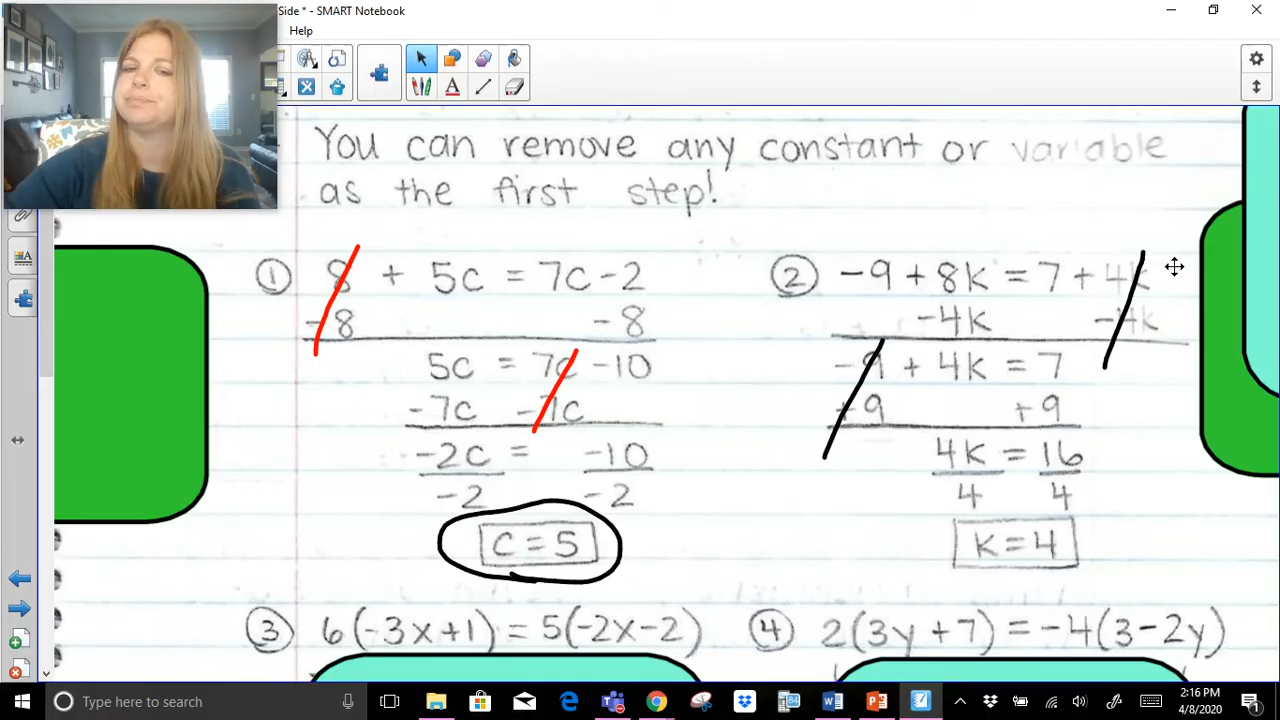 Side * - SMART Notebook
Help
You can remove any constant or variable
as the first step!
① 8 + 5c = 7c - 2
-8 - 8
5c = 7c - 10
-7c - 7c
-2c = -10
-2 -2
c = 5
② -9 + 8k = 7 + 4k
-4k -4k
-9 + 4k = 7
+9 +9
4k = 16
4 4
k = 4
③ 6(-3x+1) = 5(-2x-2)
④ 2(3y+7) = -4(3-2y)
Type here to search
2:16 PM
4/8/2020